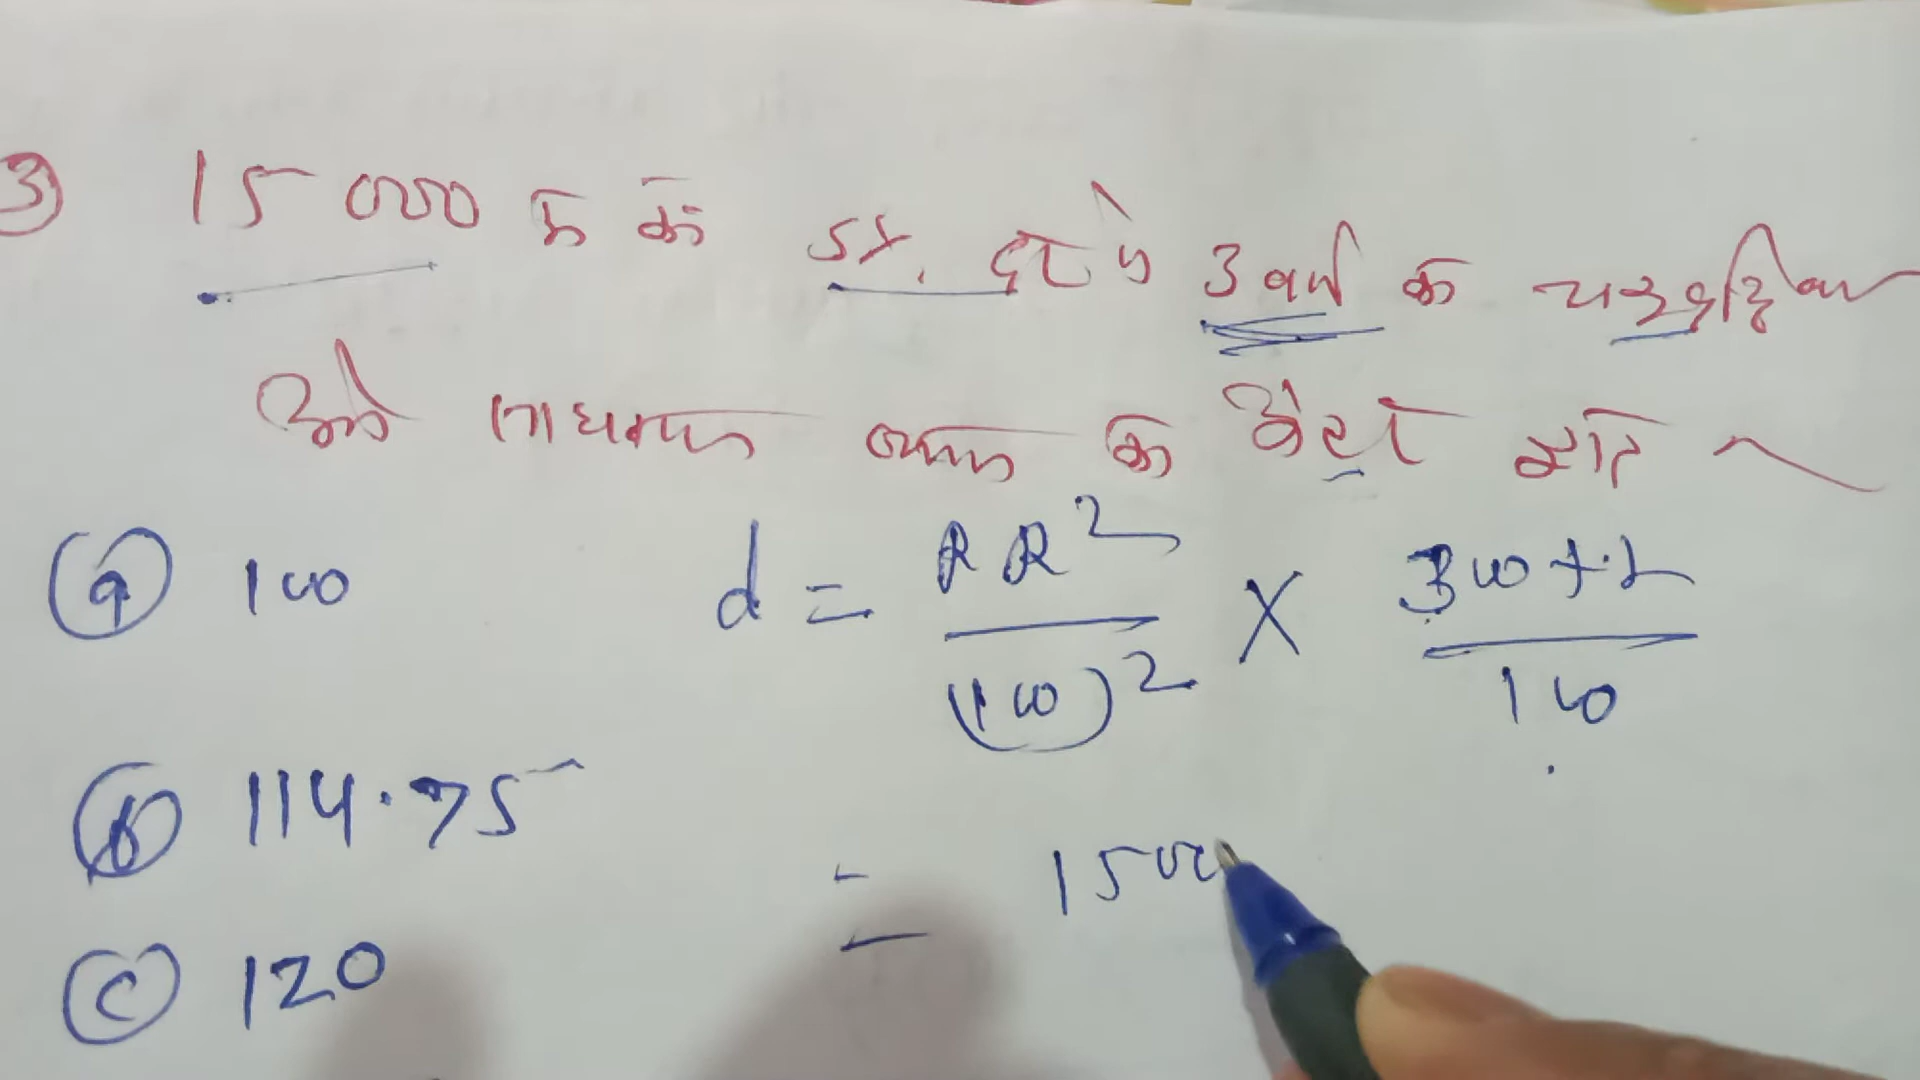 3) 15000 रु के 5%. दर से 3 वर्ष के चक्रवृद्धि
और साधारण ब्याज के अंतर
a) 100
d = PR² / (100)² × 300+r / 100
b) 114.75
= 1500
c) 120